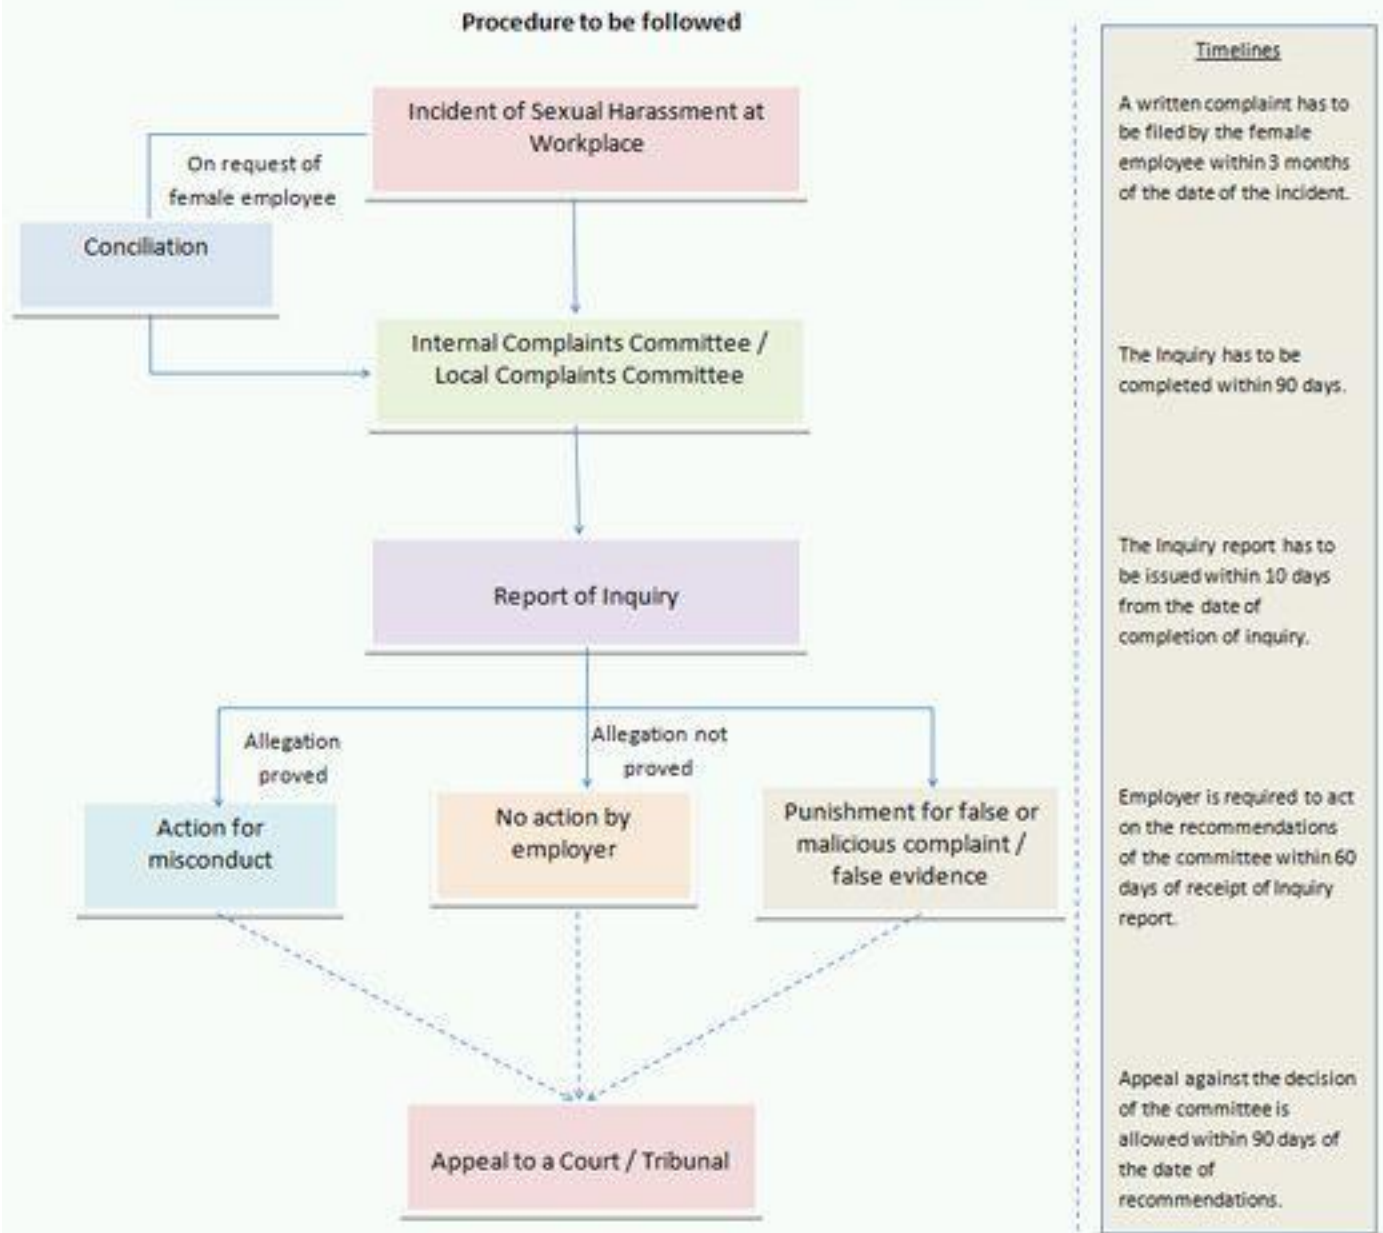 Procedure to be followed
Incident of Sexual Harassment at
Workplace
On request of
female employee
Conciliation
Internal Complaints Committee /
Local Complaints Committee
Report of Inquiry
Allegation
proved
Allegation not
proved
Action for
misconduct
No action by
employer
Punishment for false or
malicious complaint /
false evidence
Appeal to a Court / Tribunal
Timelines
A written complaint has to
be filed by the female
employee within 3 months
of the date of the incident.
The Inquiry has to be
completed within 90 days.
The Inquiry report has to
be issued within 10 days
from the date of
completion of inquiry.
Employer is required to act
on the recommendations
of the committee within 60
days of receipt of Inquiry
report.
Appeal against the decision
of the committee is
allowed within 90 days of
the date of
recommendations.